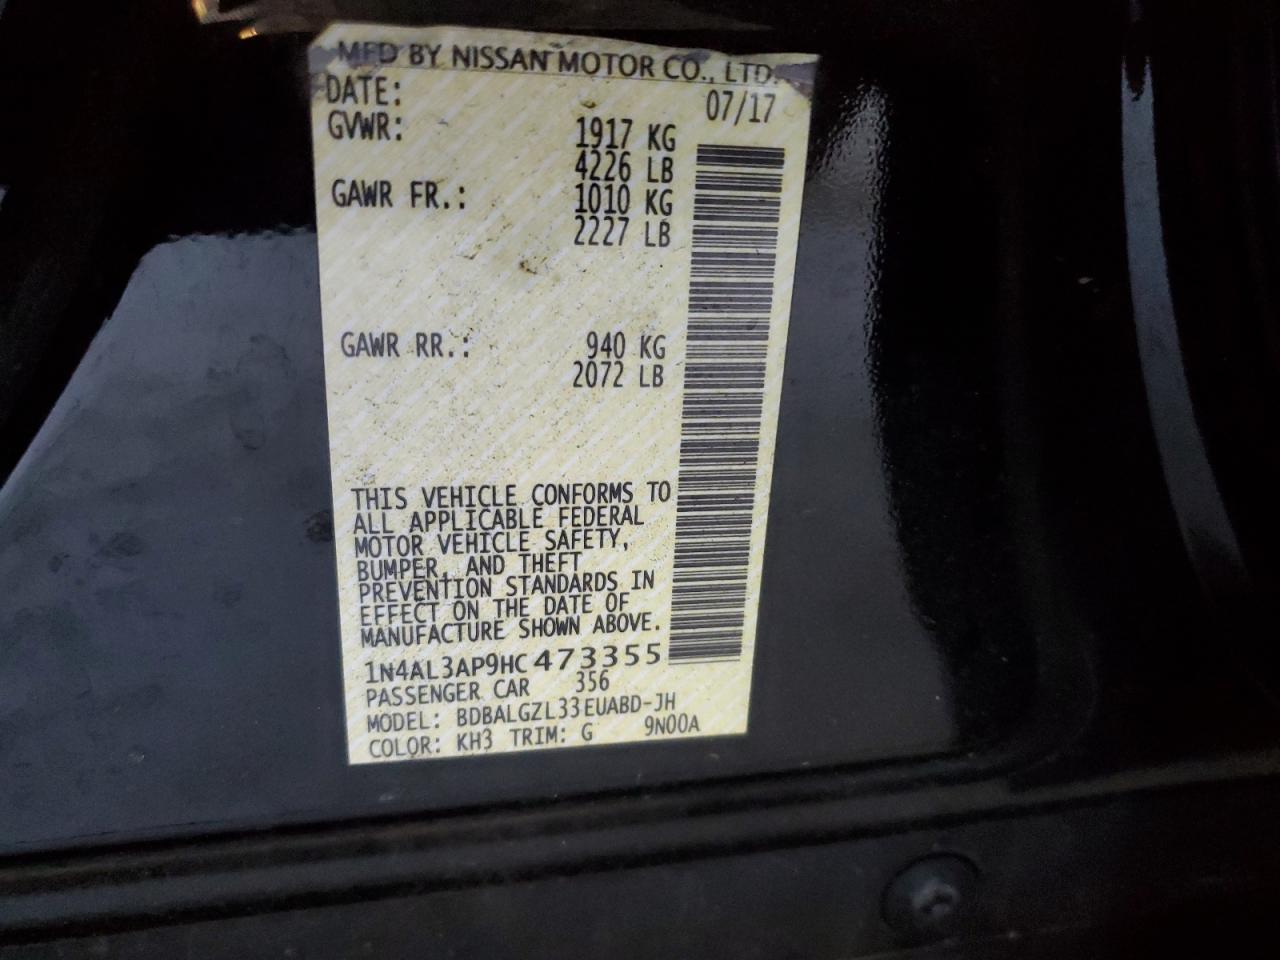 MFD BY NISSAN MOTOR CO., LTD.
DATE: 07/17
GVWR: 1917 KG
4226 LB
GAWR FR.: 1010 KG
2227 LB
GAWR RR.: 940 KG
2072 LB
THIS VEHICLE CONFORMS TO
ALL APPLICABLE FEDERAL
MOTOR VEHICLE SAFETY,
BUMPER, AND THEFT
PREVENTION STANDARDS IN
EFFECT ON THE DATE OF
MANUFACTURE SHOWN ABOVE.
1N4AL3AP9HC473355
PASSENGER CAR 356
MODEL: BDBALGZL33EUABD-JH
COLOR: KH3 TRIM: G 9N00A